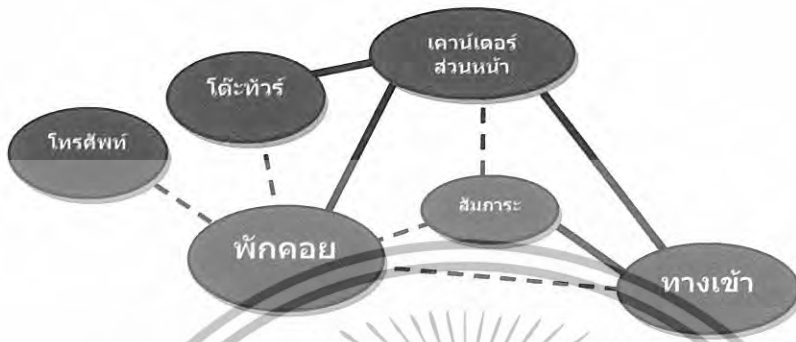 เคาน์เตอร์
ส่วนหน้า
โต๊ะทัวร์
โทรศัพท์
สัมภาระ
พักคอย
ทางเข้า